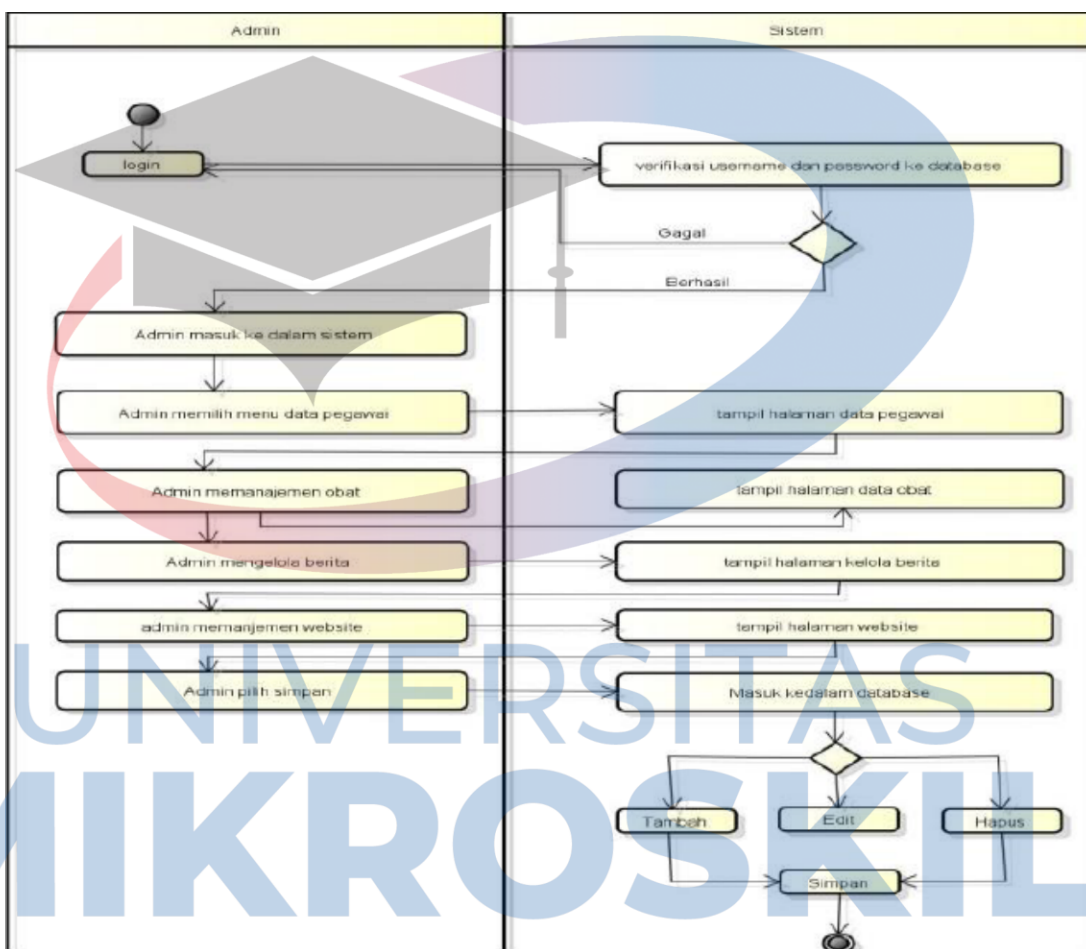 Admin
Sistem
login
verifikasi username dan password ke database
Gagal
Berhasil
Admin masuk ke dalam sistem
Admin memilih menu data pegawai
tampil halaman data pegawai
Admin memanajemen obat
tampil halaman data obat
Admin mengelola berita
tampil halaman kelola berita
admin memanjemen website
tampil halaman website
Admin pilih simpan
Masuk kedalam database
Tambah
Edit
Hapus
Simpan
UNIVERSITAS
MIKROSKIL